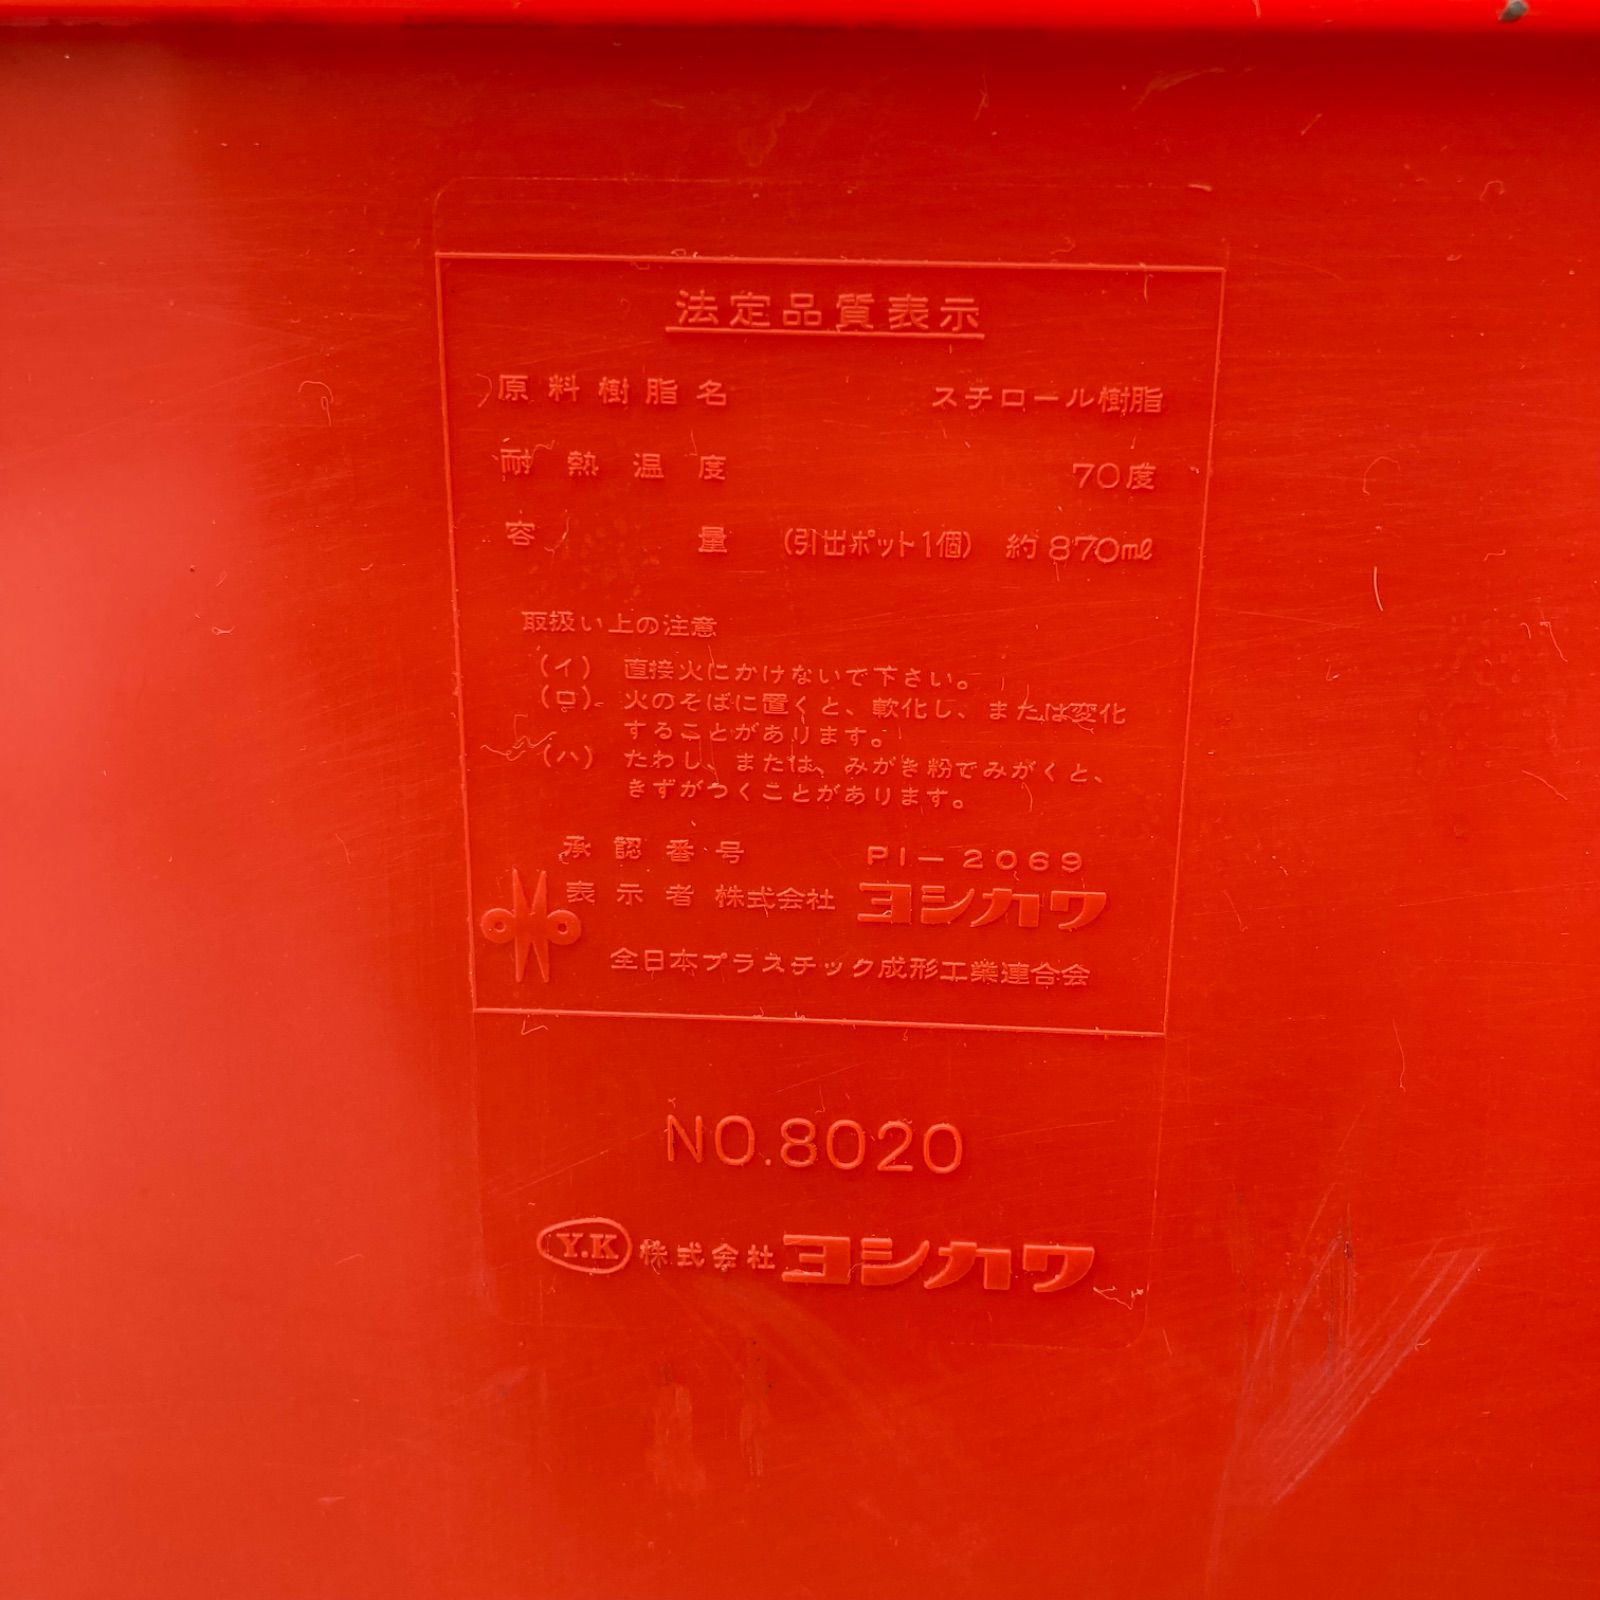 法定品質表示
原料樹脂名 スチロール樹脂
耐熱温度 70度
容量 (引出ポット1個) 約870mℓ
取扱い上の注意
(イ) 直接火にかけないで下さい。
(ロ) 火のそばに置くと、軟化し、または変化
することがあります。
(ハ) たわし、または、みがき粉でみがくと、
きずがつくことがあります。
承認番号 PI-2069
表示者 株式会社 ヨシカワ
全日本プラスチック成形工業連合会
NO.8020
Y.K 株式会社 ヨシカワ